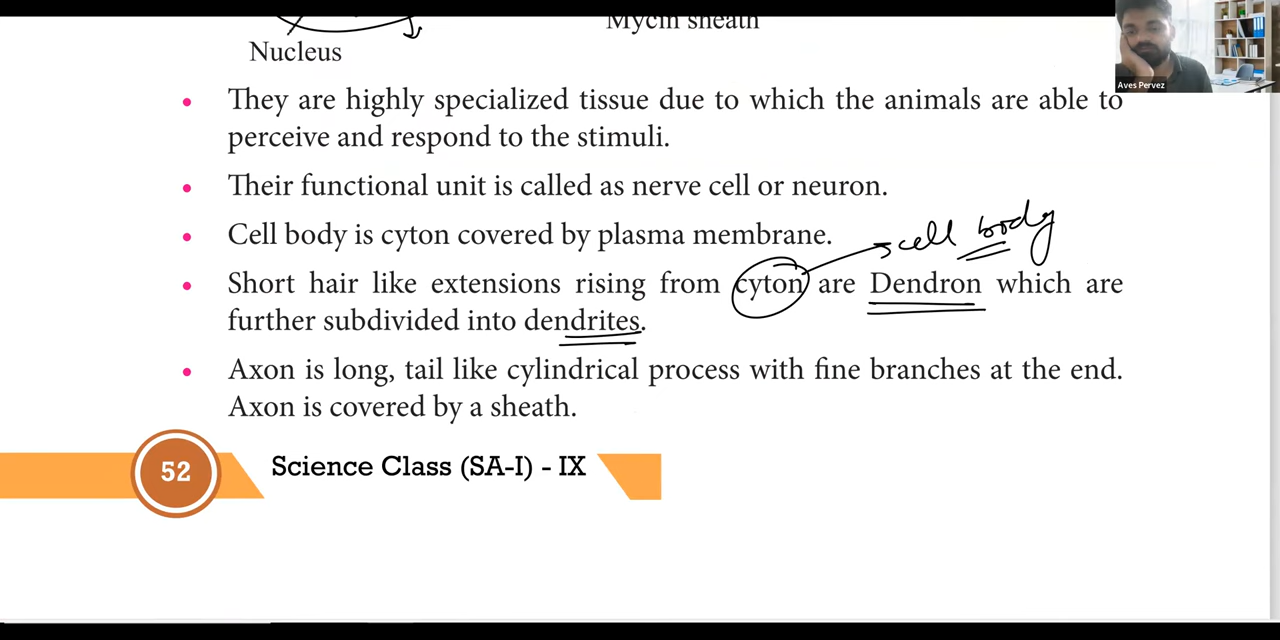 Mycin sheath
Nucleus
Aves Pervez
• They are highly specialized tissue due to which the animals are able to
perceive and respond to the stimuli.
• Their functional unit is called as nerve cell or neuron.
cell body
• Cell body is cyton covered by plasma membrane.
• Short hair like extensions rising from cyton are Dendron which are
further subdivided into dendrites.
• Axon is long, tail like cylindrical process with fine branches at the end.
Axon is covered by a sheath.
52 Science Class (SA-I) - IX